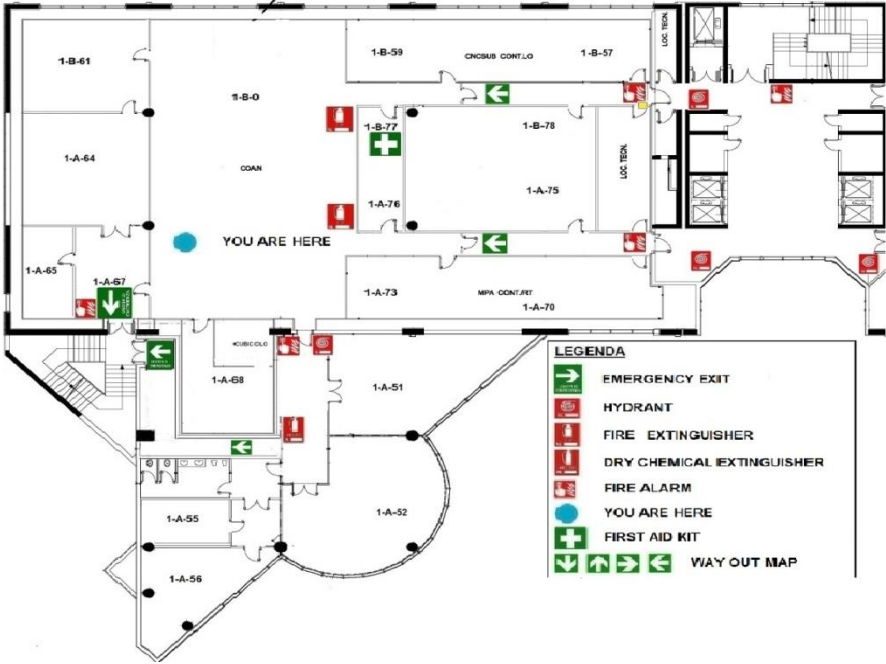 1-B-61
1-B-59
CNCSUB CONT.LO
1-B-57
LOC. TECN.
1-B-0
1-B-77
1-B-78
1-A-64
COAN
LOC. TECN.
1-A-75
1-A-76
YOU ARE HERE
1-A-65
1-A-67
1-A-73
MPA CONT./RT
1-A-70
CUBICOLO
1-A-68
1-A-51
1-A-52
1-A-55
1-A-56
LEGENDA
EMERGENCY EXIT
HYDRANT
FIRE EXTINGUISHER
DRY CHEMICAL EXTINGUISHER
FIRE ALARM
YOU ARE HERE
FIRST AID KIT
WAY OUT MAP